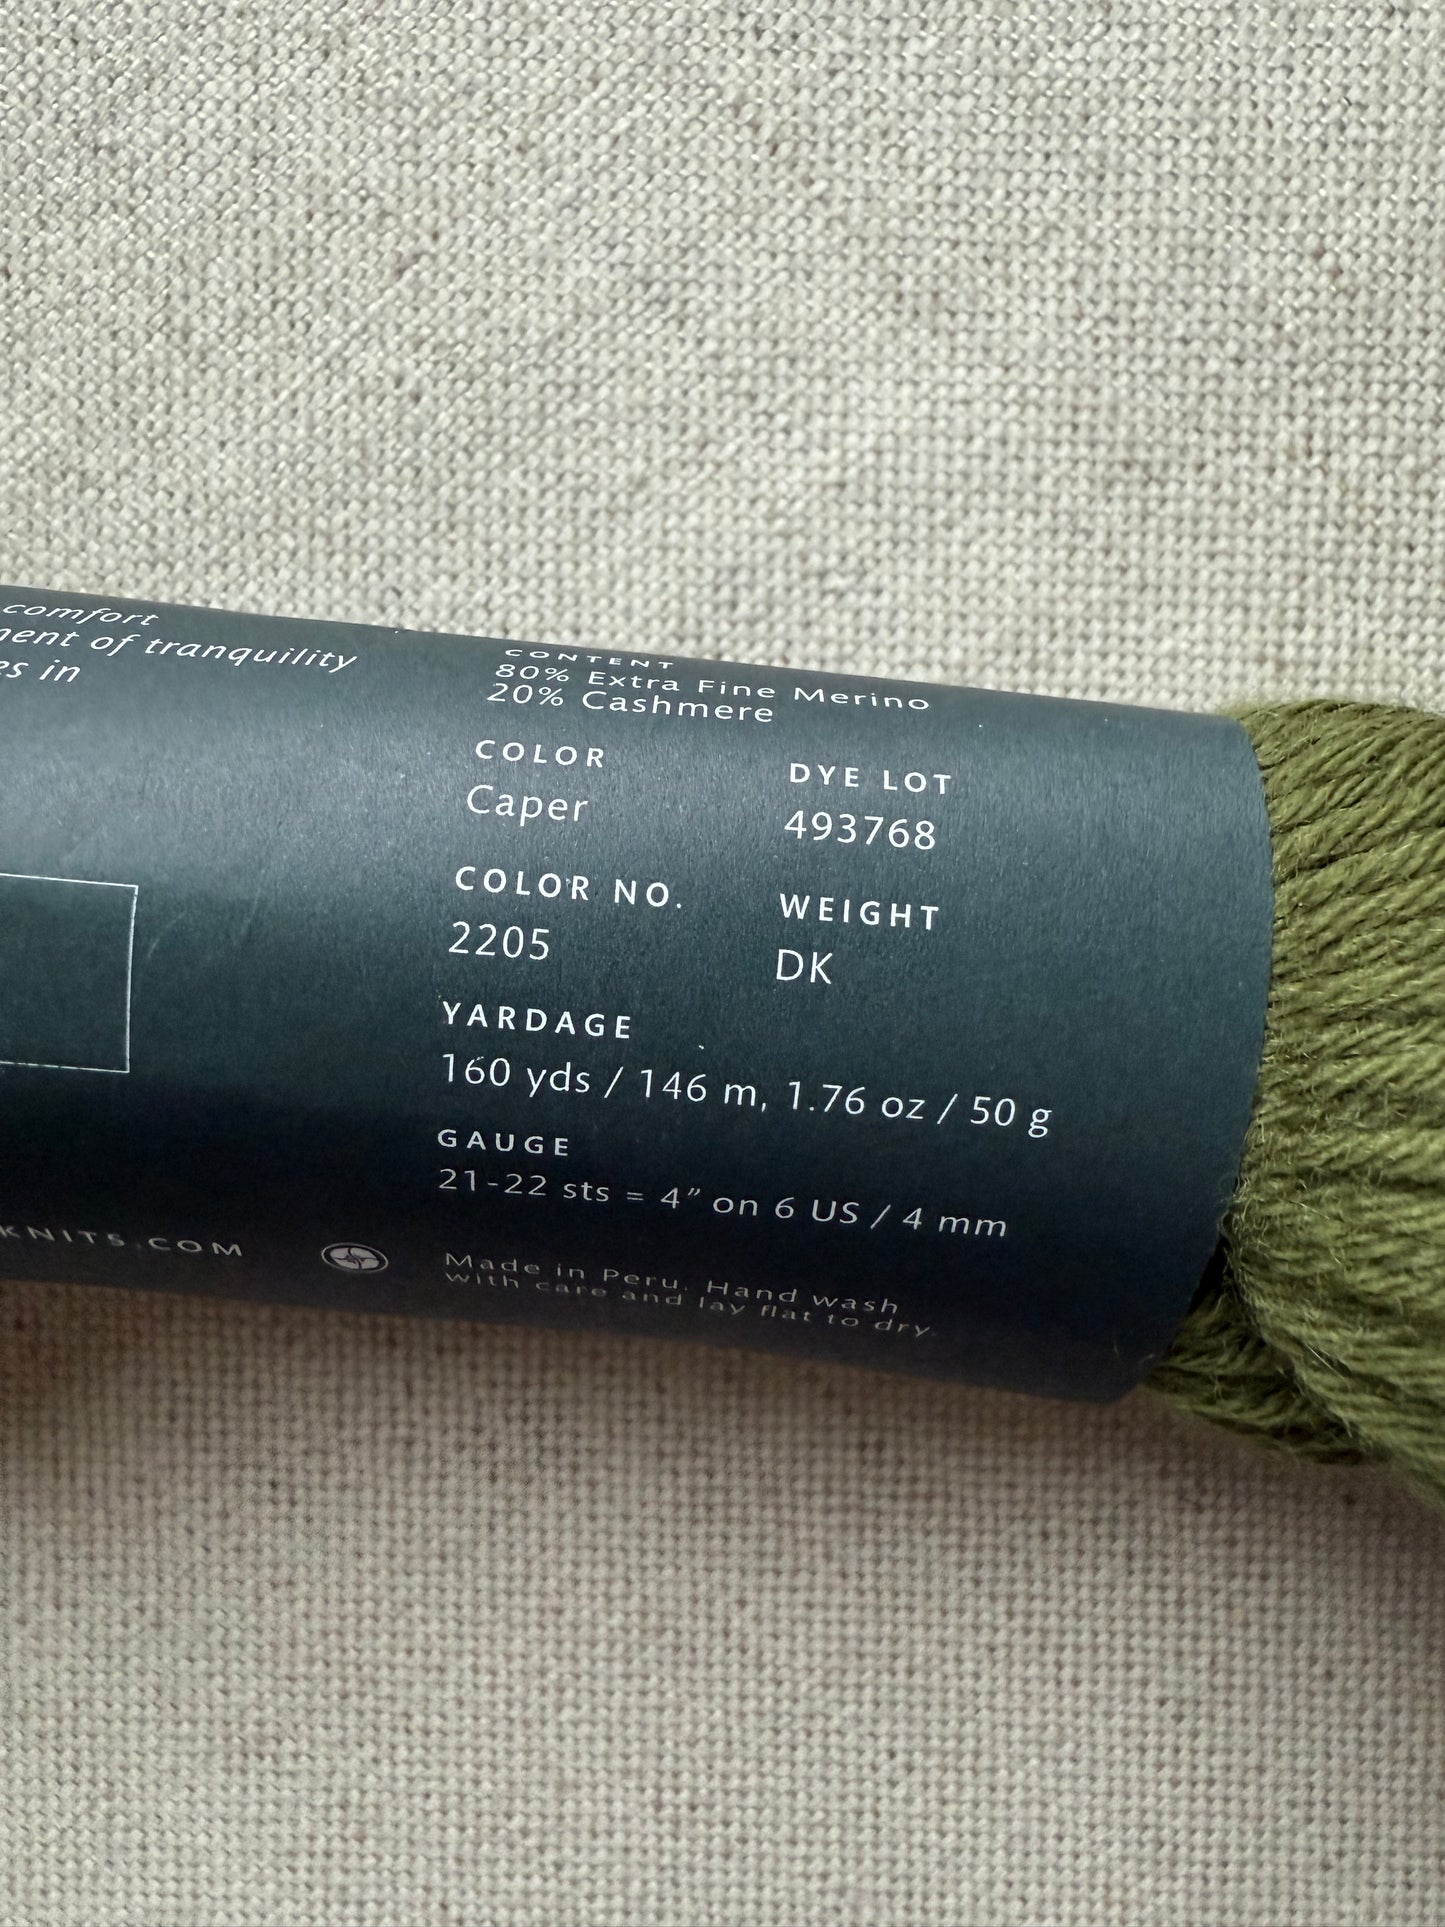 comfort
of tranquility
in
CONTENT
80% Extra Fine Merino
20% Cashmere
COLOR
Caper
DYE LOT
493768
COLOR NO.
2205
WEIGHT
DK
YARDAGE
160 yds / 146 m, 1.76 oz / 50 g
GAUGE
21-22 sts = 4” on 6 US / 4 mm
KNITS.COM
Made in Peru. Hand wash
with care and lay flat to dry.